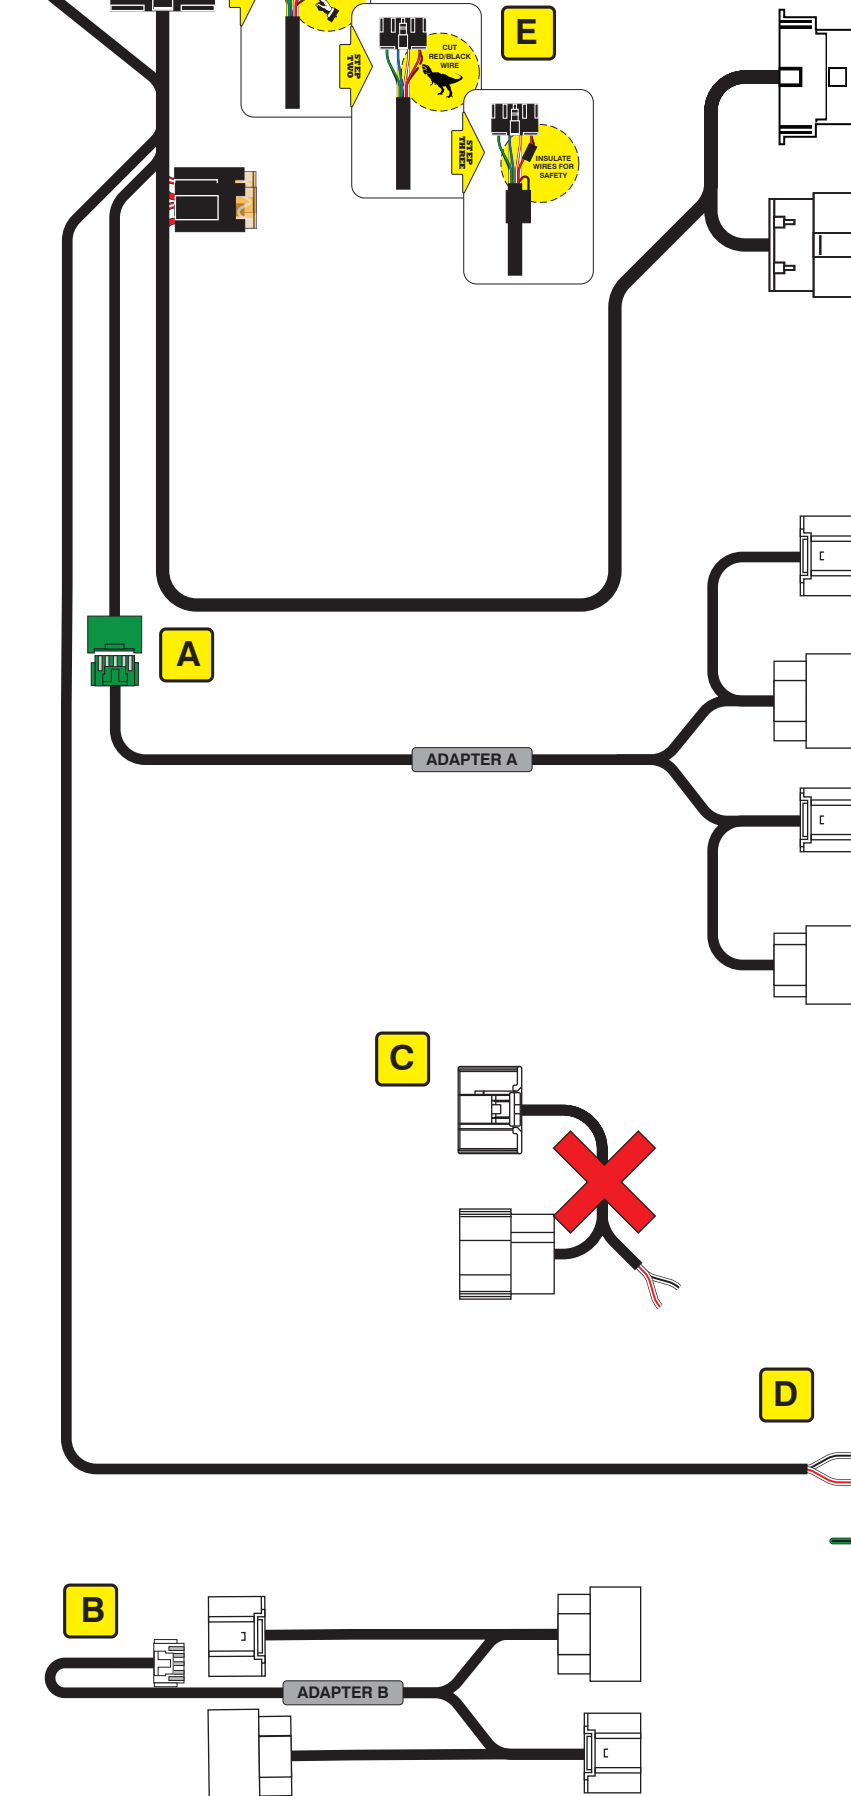 E
CUT
RED/BLACK
WIRE
STEP
TWO
STEP
THREE
INSULATE
WIRES FOR
SAFETY
A
ADAPTER A
C
D
B
ADAPTER B